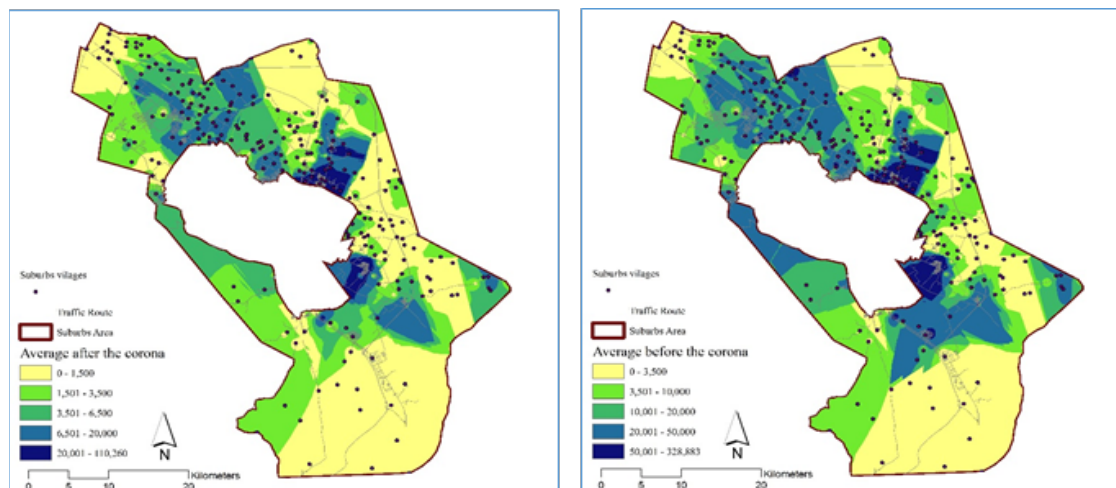 Suburbs vilages
Traffic Route
Suburbs Area
Average after the corona
0 - 1,500
1,501 - 3,500
3,501 - 6,500
6,501 - 20,000
20,001 - 110,260
N
Kilometers
0 5 10 20
Suburbs vilages
Traffic Route
Suburbs Area
Average before the corona
0 - 3,500
3,501 - 10,000
10,001 - 20,000
20,001 - 50,000
50,001 - 328,883
N
Kilometers
0 5 10 20